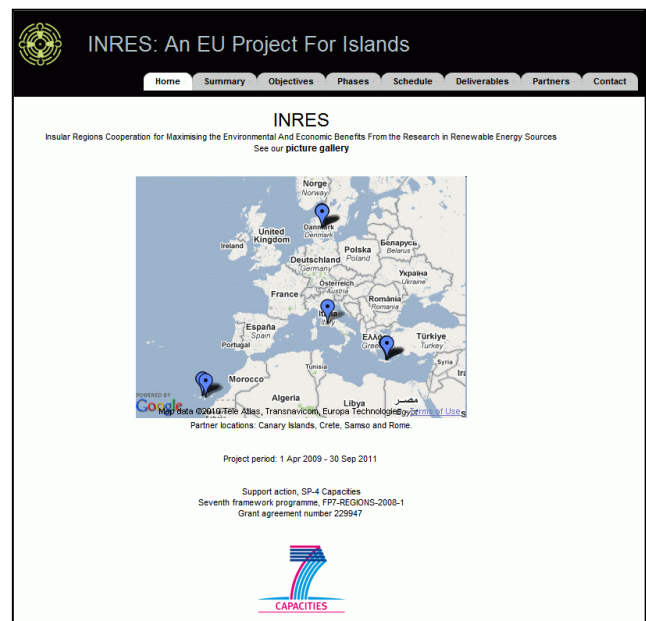 INRES: An EU Project For Islands
Home Summary Objectives Phases Schedule Deliverables Partners Contact
INRES
Insular Regions Cooperation for Maximising the Environmental And Economic Benefits From the Research in Renewable Energy Sources
See our picture gallery
Norge
Norway
United
Kingdom
Danmark
Denmark
Ireland
Polska
Poland
Беларусь
Belarus
Deutschland
Germany
Україна
Ukraine
Österreich
Austria
France
România
Romania
Italia
Italy
España
Spain
Portugal
Türkiye
Turkey
Syria
Tunisia
Morocco
Algeria
Libya
مصر
Egypt
POWERED BY
Google
Map data ©2010 Tele Atlas, Transnavicom, Europa Technologies - Terms of Use
Partner locations: Canary Islands, Crete, Samso and Rome.
Project period: 1 Apr 2009 - 30 Sep 2011
Support action, SP-4 Capacities
Seventh framework programme, FP7-REGIONS-2008-1
Grant agreement number 229947
7
CAPACITIES